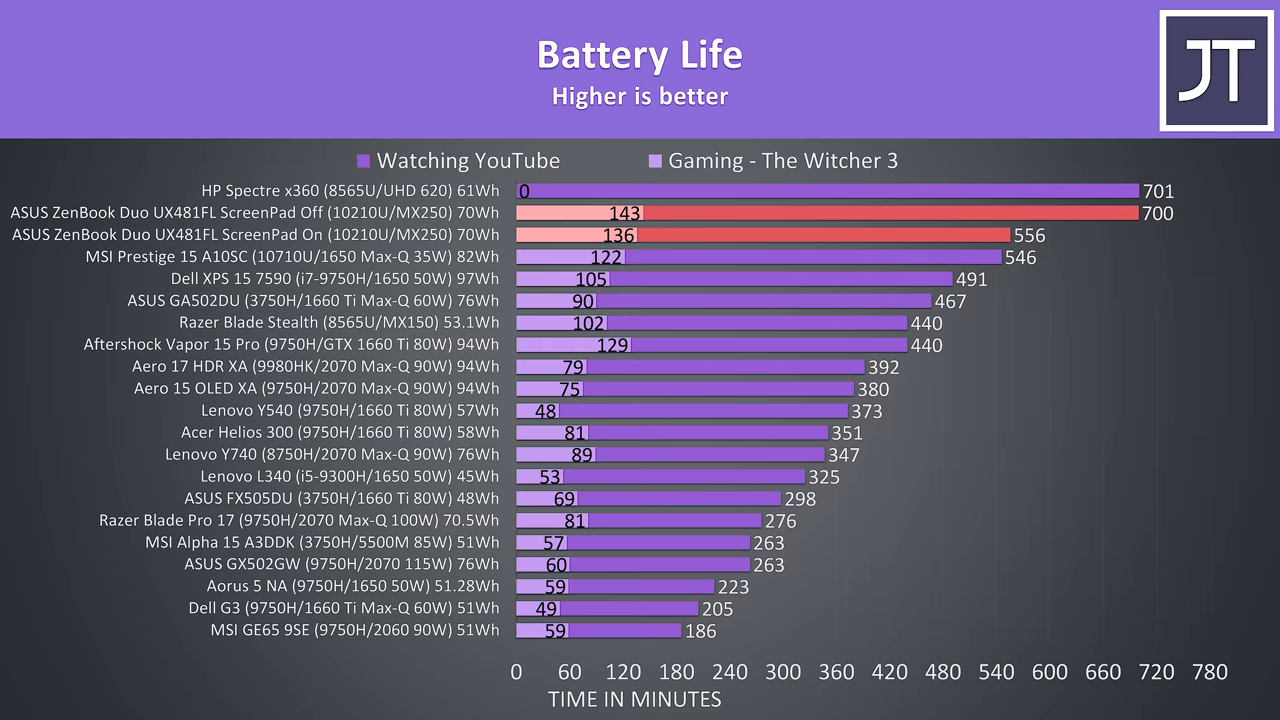 Battery Life
Higher is better
JT
Watching YouTube Gaming - The Witcher 3
HP Spectre x360 (8565U/UHD 620) 61Wh 0 701
ASUS ZenBook Duo UX481FL ScreenPad Off (10210U/MX250) 70Wh 143 700
ASUS ZenBook Duo UX481FL ScreenPad On (10210U/MX250) 70Wh 136 556
MSI Prestige 15 A10SC (10710U/1650 Max-Q 35W) 82Wh 122 546
Dell XPS 15 7590 (i7-9750H/1650 50W) 97Wh 105 491
ASUS GA502DU (3750H/1660 Ti Max-Q 60W) 76Wh 90 467
Razer Blade Stealth (8565U/MX150) 53.1Wh 102 440
Aftershock Vapor 15 Pro (9750H/GTX 1660 Ti 80W) 94Wh 129 440
Aero 17 HDR XA (9980HK/2070 Max-Q 90W) 94Wh 79 392
Aero 15 OLED XA (9750H/2070 Max-Q 90W) 94Wh 75 380
Lenovo Y540 (9750H/1660 Ti 80W) 57Wh 48 373
Acer Helios 300 (9750H/1660 Ti 80W) 58Wh 81 351
Lenovo Y740 (8750H/2070 Max-Q 90W) 76Wh 89 347
Lenovo L340 (i5-9300H/1650 50W) 45Wh 53 325
ASUS FX505DU (3750H/1660 Ti 80W) 48Wh 69 298
Razer Blade Pro 17 (9750H/2070 Max-Q 100W) 70.5Wh 81 276
MSI Alpha 15 A3DDK (3750H/5500M 85W) 51Wh 57 263
ASUS GX502GW (9750H/2070 115W) 76Wh 60 263
Aorus 5 NA (9750H/1650 50W) 51.28Wh 59 223
Dell G3 (9750H/1660 Ti Max-Q 60W) 51Wh 49 205
MSI GE65 9SE (9750H/2060 90W) 51Wh 59 186
0 60 120 180 240 300 360 420 480 540 600 660 720 780
TIME IN MINUTES